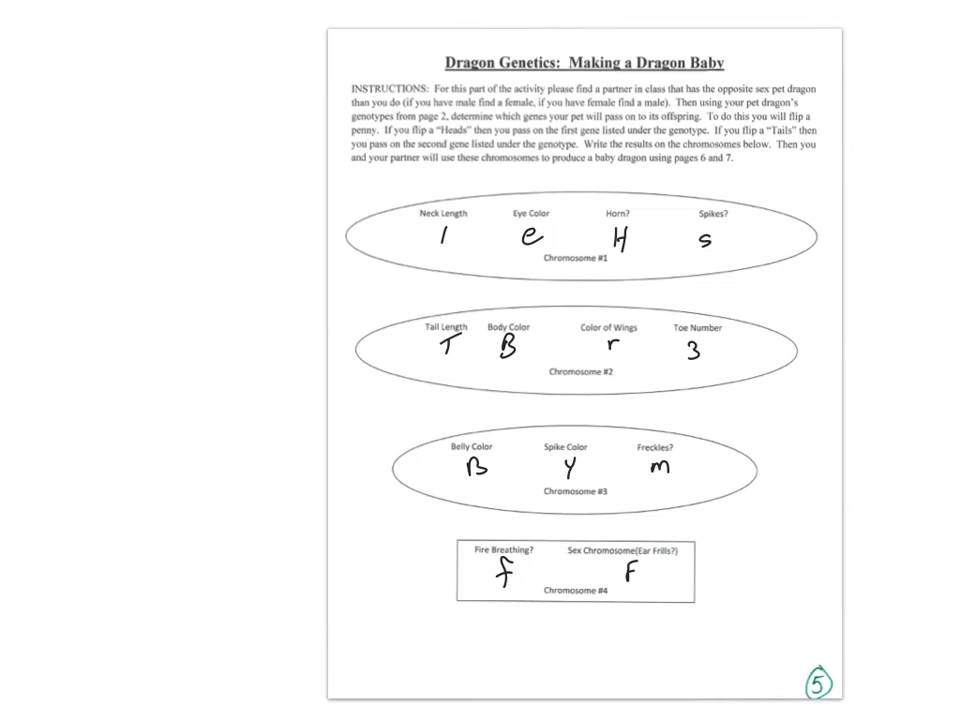 Dragon Genetics: Making a Dragon Baby
INSTRUCTIONS: For this part of the activity please find a partner in class that has the opposite sex pet dragon
than you do (if you have male find a female, if you have female find a male). Then using your pet dragon's
genotypes from page 2, determine which genes your pet will pass on to its offspring. To do this you will flip a
penny. If you flip a "Heads" then you pass on the first gene listed under the genotype. If you flip a "Tails" then
you pass on the second gene listed under the genotype. Write the results on the chromosomes below. Then you
and your partner will use these chromosomes to produce a baby dragon using pages 6 and 7.
Neck Length Eye Color Horn? Spikes?
l e H s
Chromosome #1
Tail Length Body Color Color of Wings Toe Number
T B r 3
Chromosome #2
Belly Color Spike Color Freckles?
B y m
Chromosome #3
Fire Breathing? Sex Chromosome(Ear Frills?)
f F
Chromosome #4
5